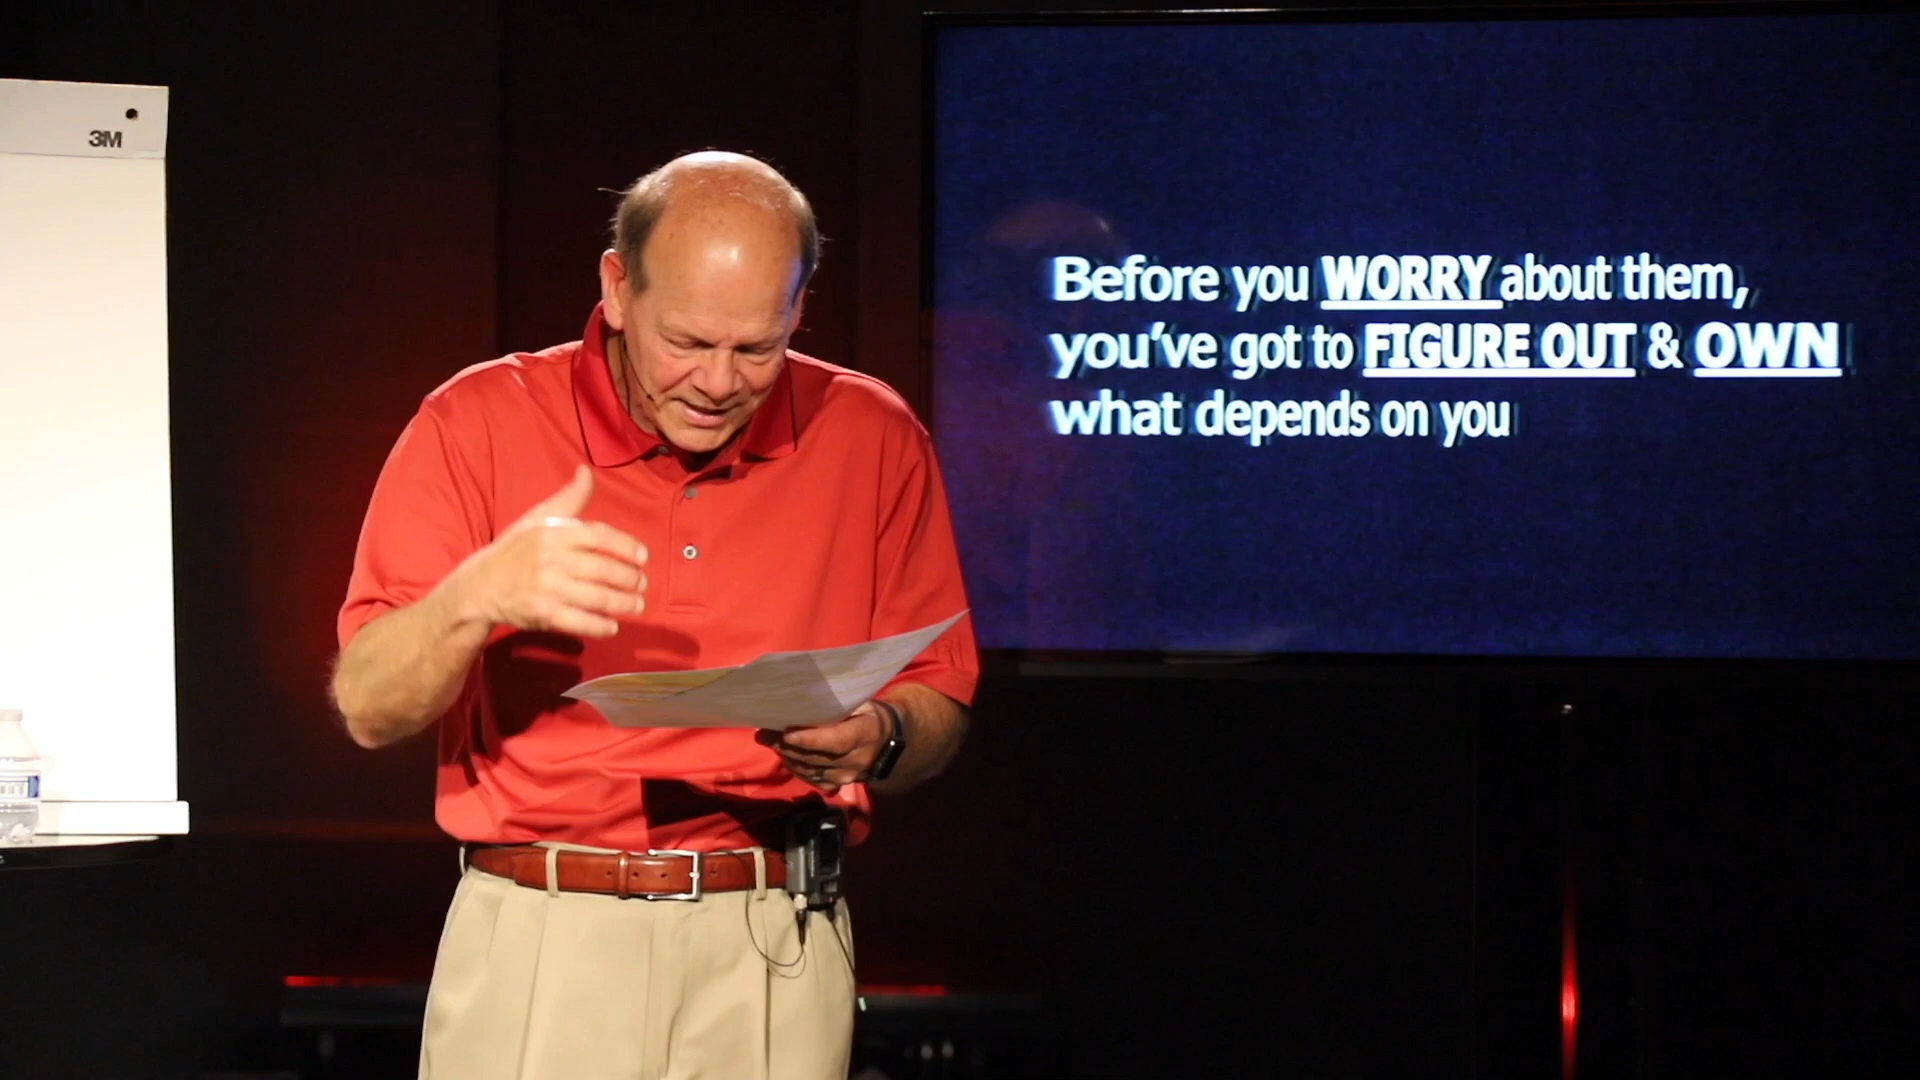 3M
Before you WORRY about them,
you've got to FIGURE OUT & OWN
what depends on you